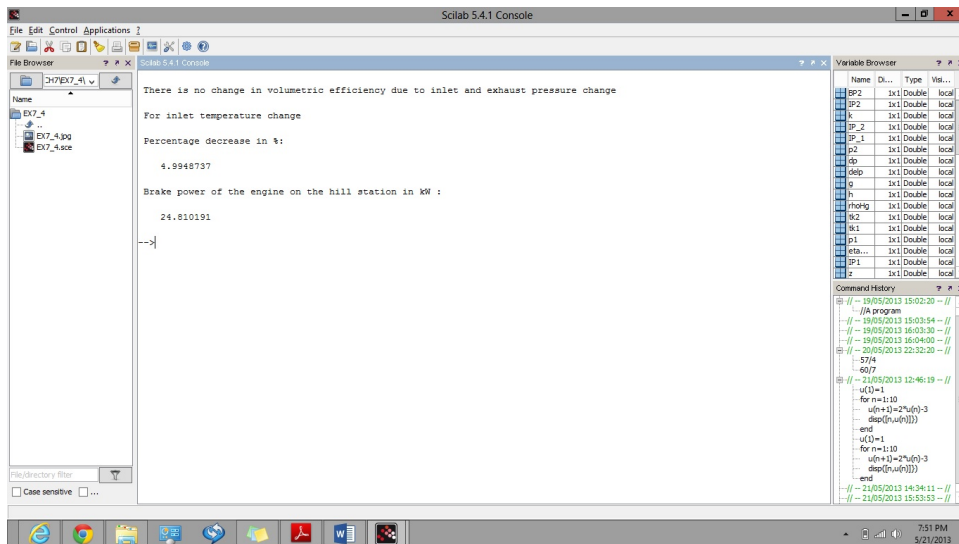 Scilab 5.4.1 Console
File Edit Control Applications ?
File Browser
Scilab 5.4.1 Console
Variable Browser
Name
EX7_4
..
EX7_4.jpg
EX7_4.sce
File/directory filter
Case sensitive ...
There is no change in volumetric efficiency due to inlet and exhaust pressure change
For inlet temperature change
Percentage decrease in %:
4.9948737
Brake power of the engine on the hill station in kW :
24.810191
-->
Name Di... Type Visi...
BP2 1x1 Double local
IP2 1x1 Double local
k 1x1 Double local
IP_2 1x1 Double local
IP_1 1x1 Double local
p2 1x1 Double local
dp 1x1 Double local
delp 1x1 Double local
g 1x1 Double local
h 1x1 Double local
rhoHg 1x1 Double local
tk2 1x1 Double local
tk1 1x1 Double local
p1 1x1 Double local
eta... 1x1 Double local
IP1 1x1 Double local
z 1x1 Double local
Command History
// -- 19/05/2013 15:02:20 -- //
//A program
// -- 19/05/2013 15:03:54 -- //
// -- 19/05/2013 16:03:30 -- //
// -- 19/05/2013 16:04:00 -- //
// -- 20/05/2013 22:32:20 -- //
57/4
60/7
// -- 21/05/2013 12:46:19 -- //
u(1)=1
for n=1:10
u(n+1)=2*u(n)-3
disp([n,u(n)])
end
u(1)=1
for n=1:10
u(n+1)=2*u(n)-3
disp([n,u(n)])
end
// -- 21/05/2013 14:34:11 -- //
// -- 21/05/2013 15:53:53 -- //
7:51 PM
5/21/2013